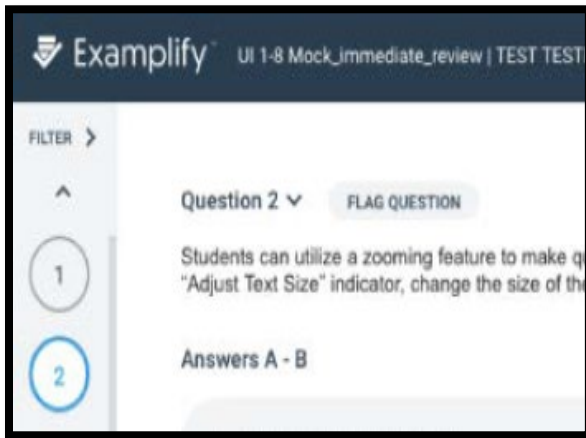 Examplify UI 1-8 Mock_immediate_review | TEST TEST
FILTER
Question 2 FLAG QUESTION
1
Students can utilize a zooming feature to make
"Adjust Text Size" indicator, change the size of the
2
Answers A - B